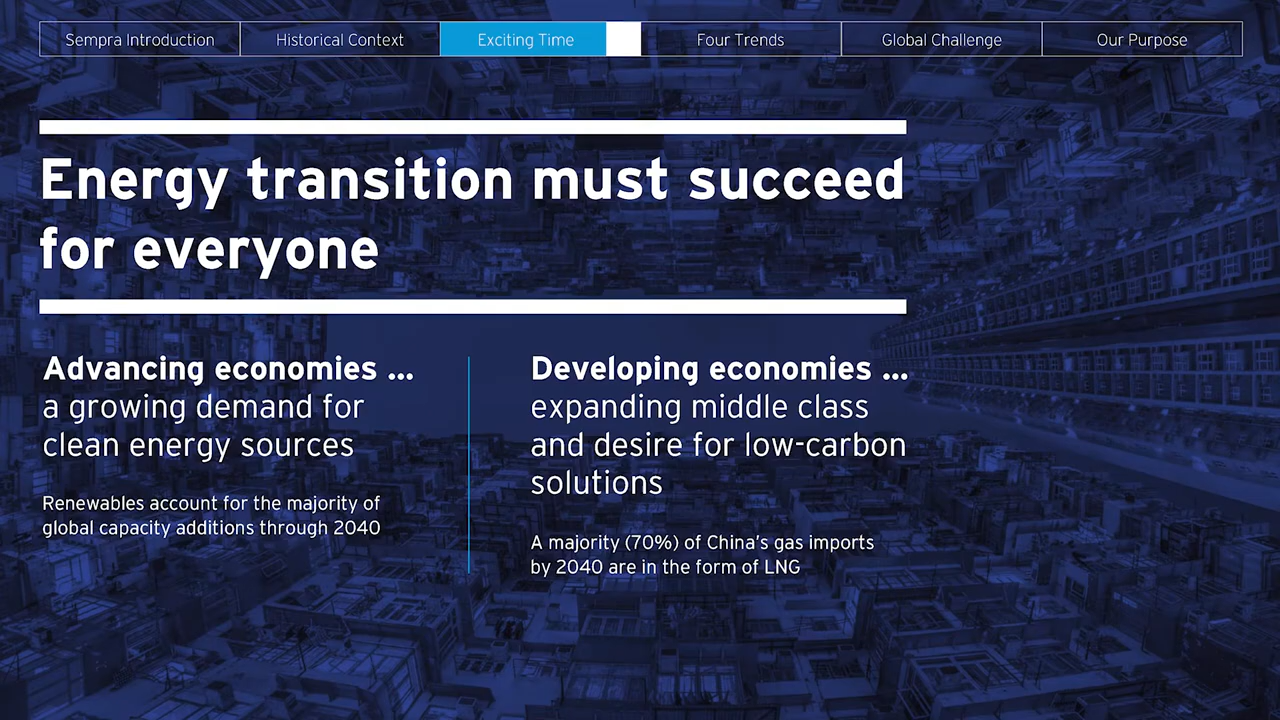 Sempra Introduction
Historical Context
Exciting Time
Four Trends
Global Challenge
Our Purpose
Energy transition must succeed
for everyone
Advancing economies ...
a growing demand for
clean energy sources
Renewables account for the majority of
global capacity additions through 2040
Developing economies ...
expanding middle class
and desire for low-carbon
solutions
A majority (70%) of China's gas imports
by 2040 are in the form of LNG